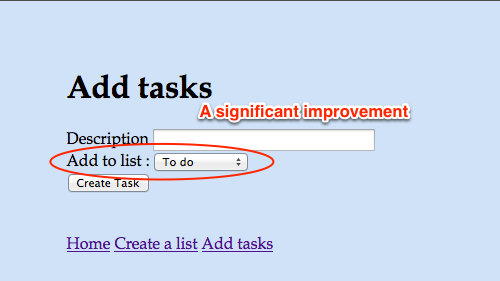 Add tasks
A significant improvement
Description
Add to list : To do
Create Task
Home Create a list Add tasks